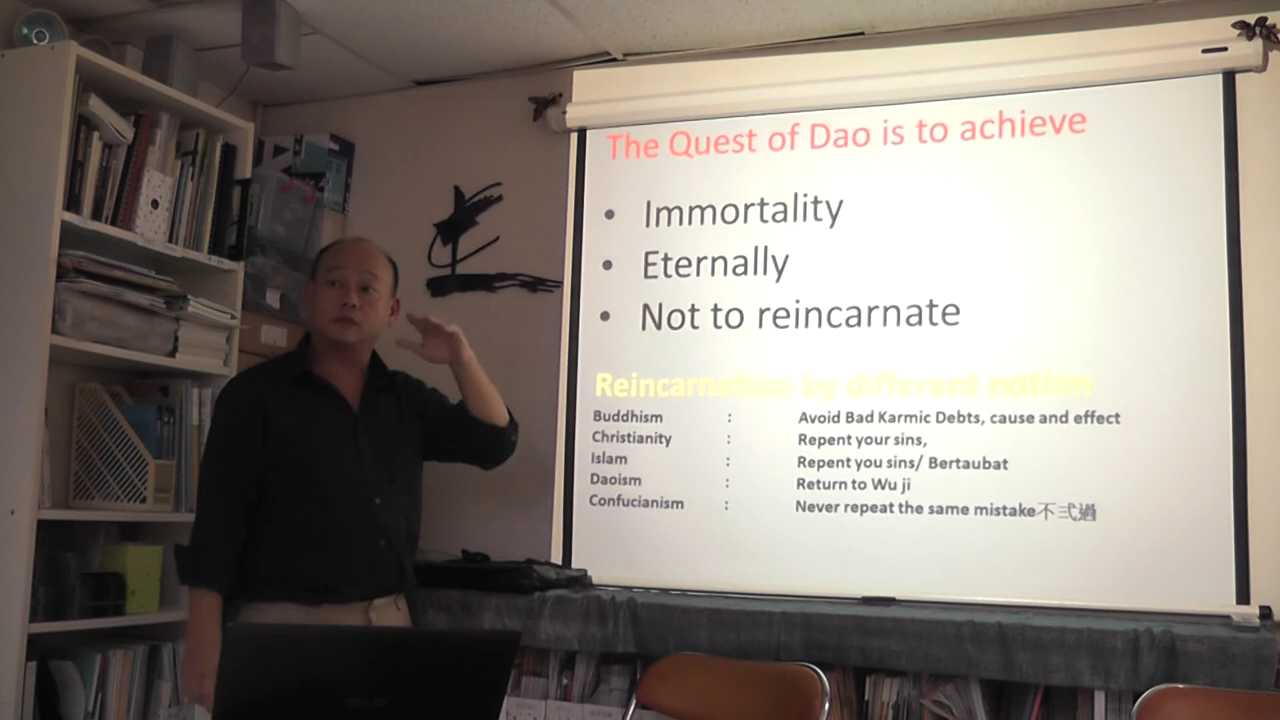 The Quest of Dao is to achieve
• Immortality
• Eternally
• Not to reincarnate
Reincarnation by different notion
Buddhism : Avoid Bad Karmic Debts, cause and effect
Christianity : Repent your sins,
Islam : Repent you sins/ Bertaubat
Daoism : Return to Wu ji
Confucianism : Never repeat the same mistake不弍過